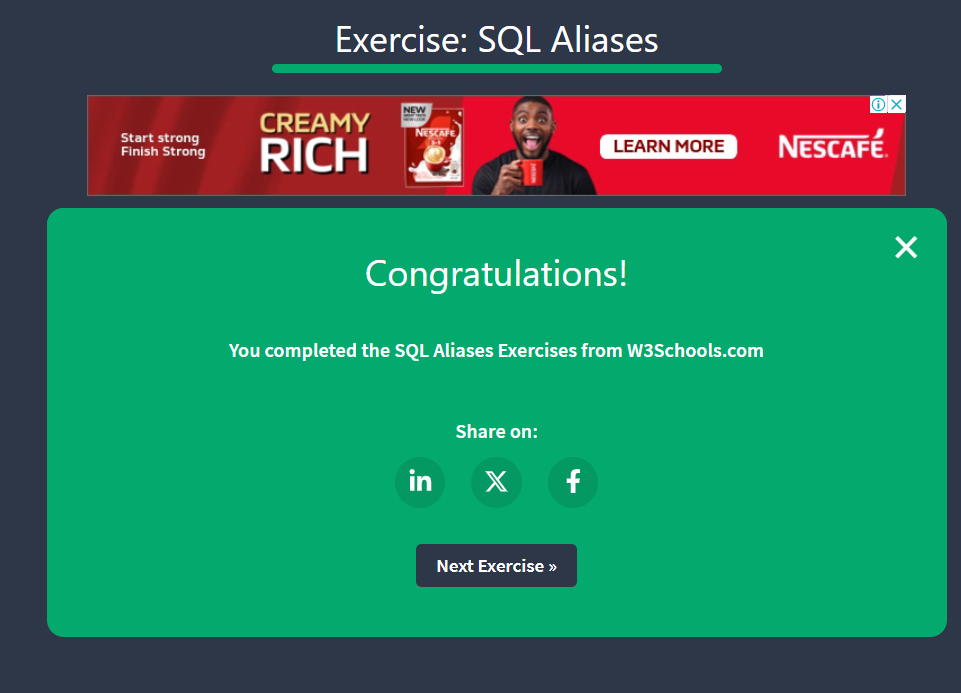 Exercise: SQL Aliases
Start strong
Finish Strong
CREAMY
RICH
NEW
NESCAFÉ
LEARN MORE
NESCAFÉ.
Congratulations!
You completed the SQL Aliases Exercises from W3Schools.com
Share on:
in
X
f
Next Exercise »